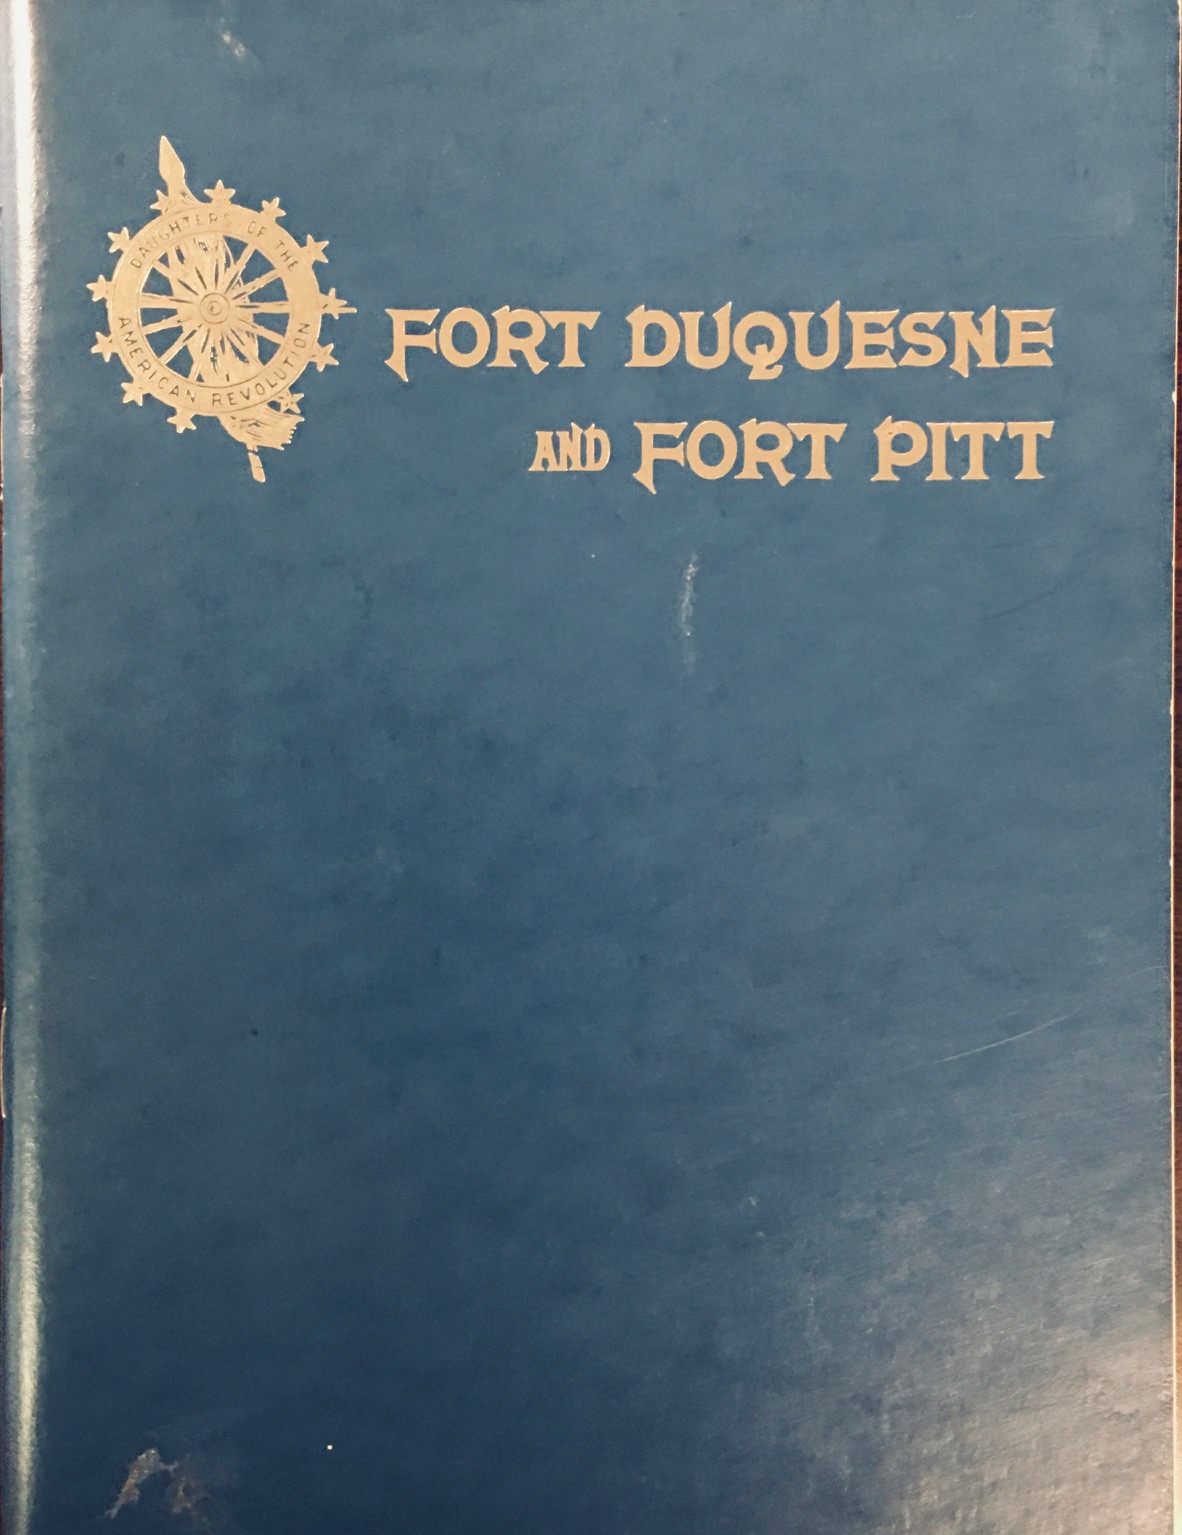 DAUGHTERS OF THE
AMERICAN REVOLUTION
FORT DUQUESNE
AND FORT PITT